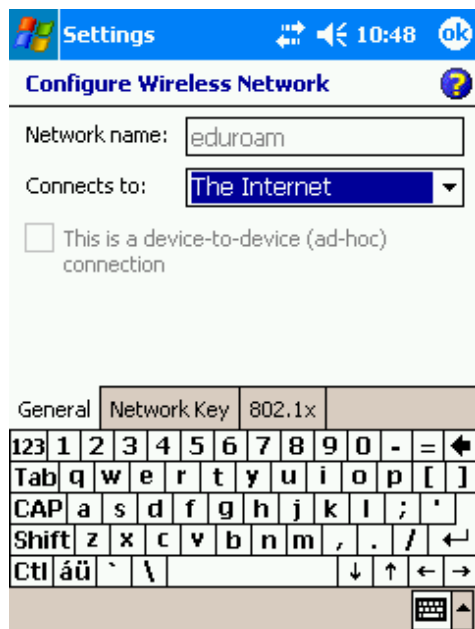 Settings 10:48 ok
Configure Wireless Network ?
Network name: eduroam
Connects to: The Internet
This is a device-to-device (ad-hoc)
connection
General Network Key 802.1x
123 1 2 3 4 5 6 7 8 9 0 - =
Tab q w e r t y u i o p [ ]
CAP a s d f g h j k l ; '
Shift z x c v b n m , . /
Ctl áü ` \ ↓ ↑ ← →